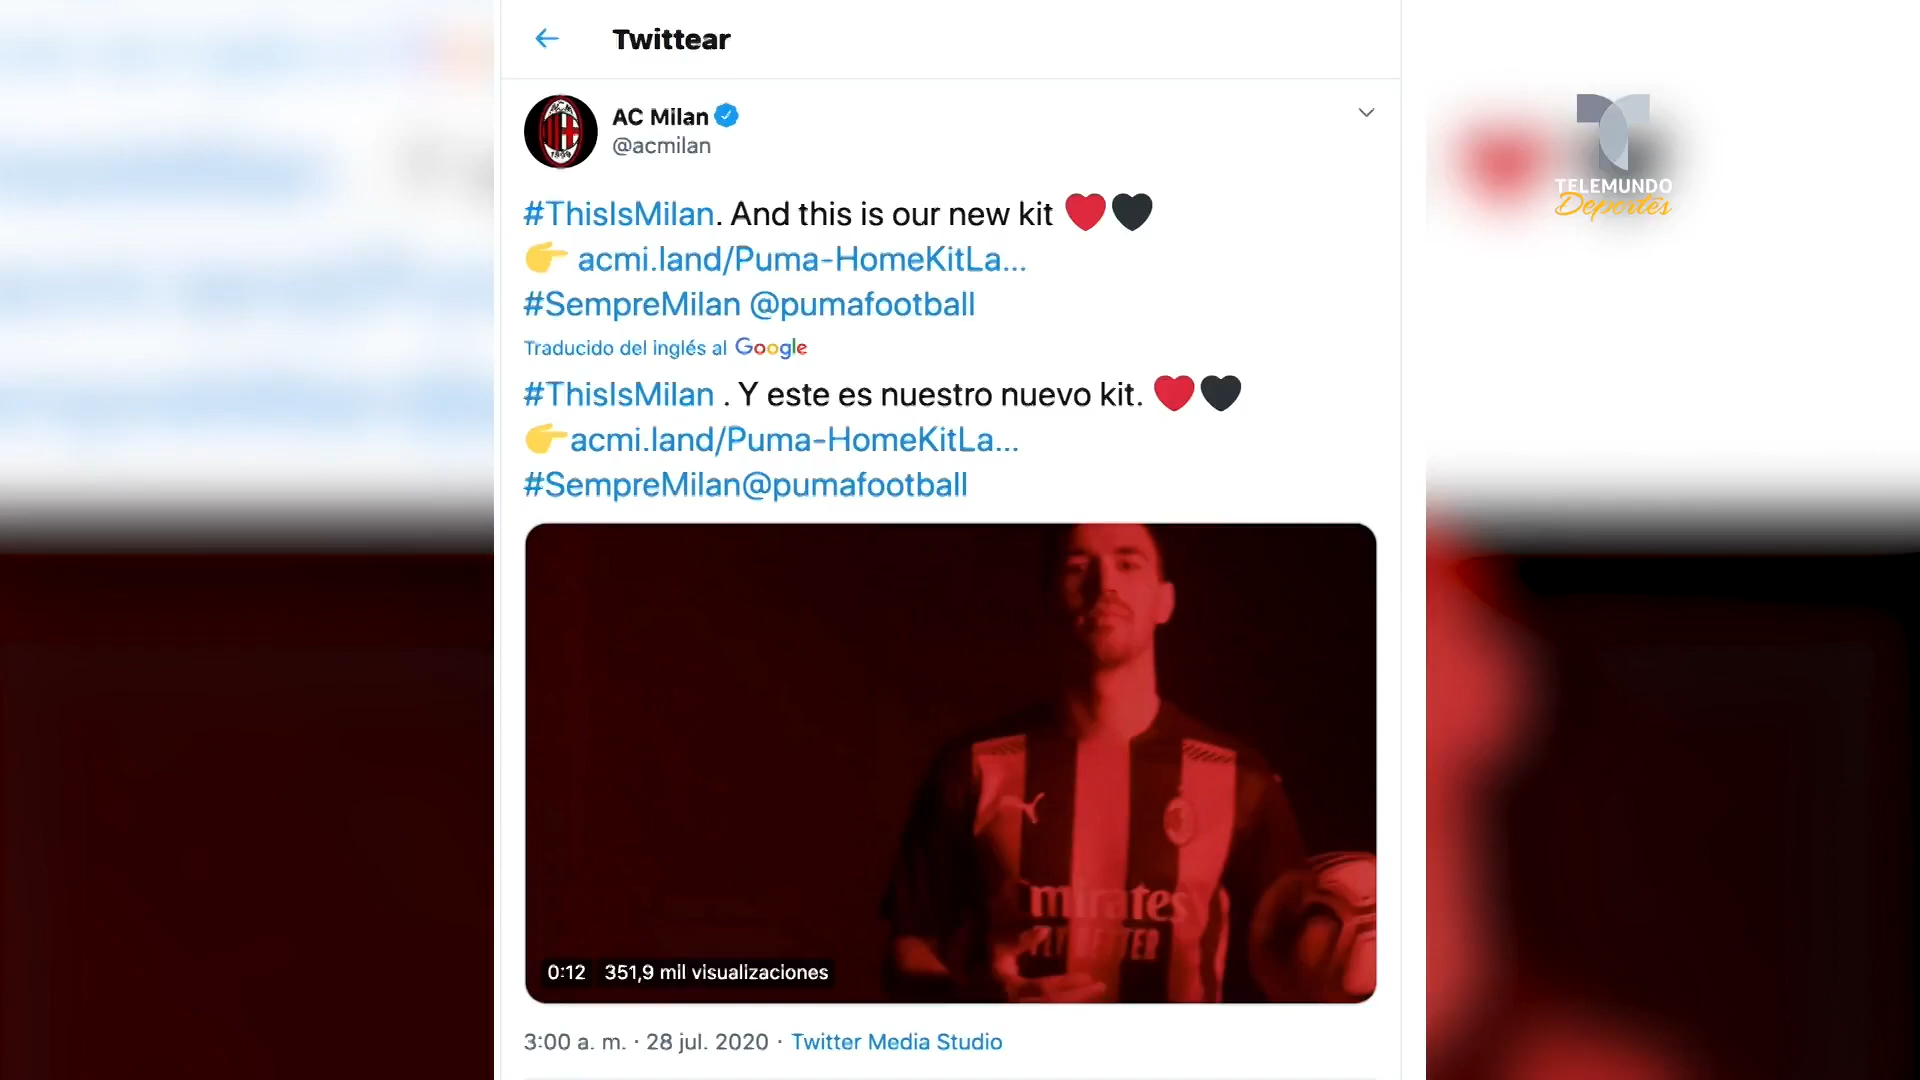 Twittear
AC Milan
@acmilan
#ThisIsMilan. And this is our new kit ❤️🖤
👉 acmi.land/Puma-HomeKitLa...
#SempreMilan @pumafootball
Traducido del inglés al Google
#ThisIsMilan . Y este es nuestro nuevo kit. ❤️🖤
👉acmi.land/Puma-HomeKitLa...
#SempreMilan@pumafootball
mirates
0:12 351,9 mil visualizaciones
3:00 a. m. · 28 jul. 2020 · Twitter Media Studio
TELEMUNDO
Deportes